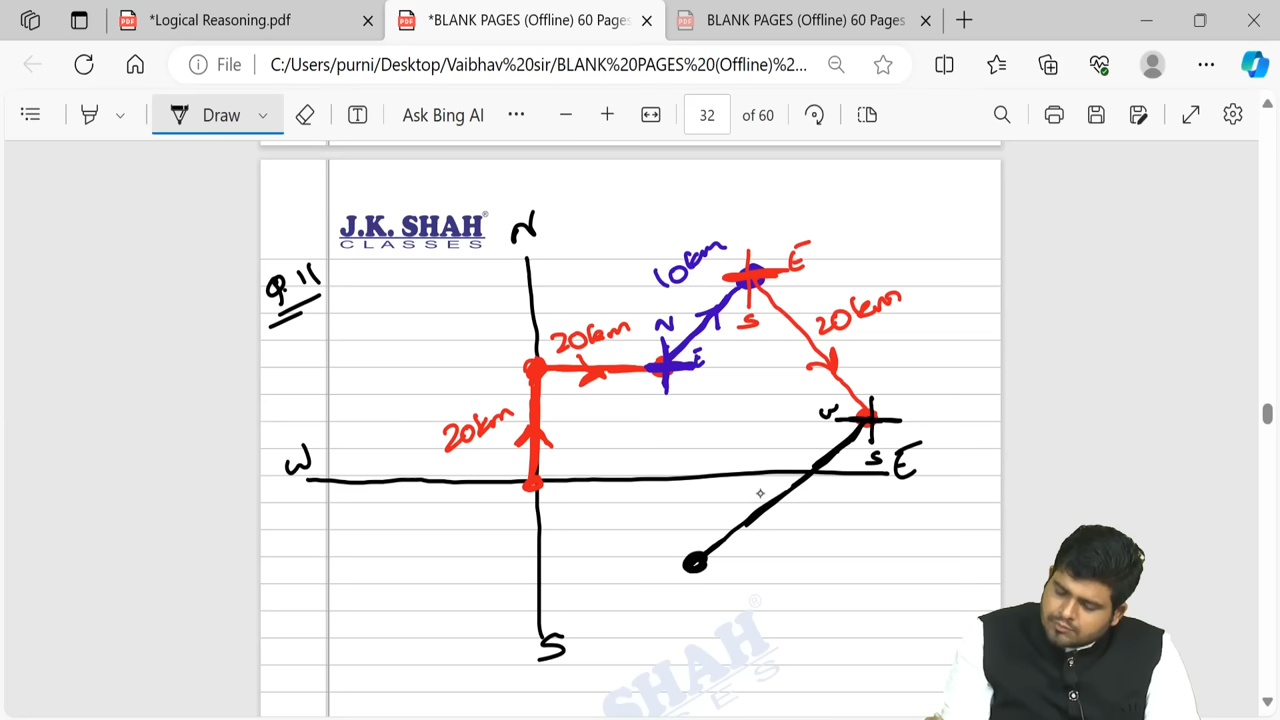 *Logical Reasoning.pdf
*BLANK PAGES (Offline) 60 Pages
BLANK PAGES (Offline) 60 Pages
File
C:/Users/purni/Desktop/Vaibhav%20sir/BLANK%20PAGES%20(Offline)%2...
Draw
Ask Bing AI
32
of 60
J.K. SHAH®
CLASSES
N
Q.11
10km
E
S
20km
20km
N
E
20km
W
W
S
E
S
SHAH®